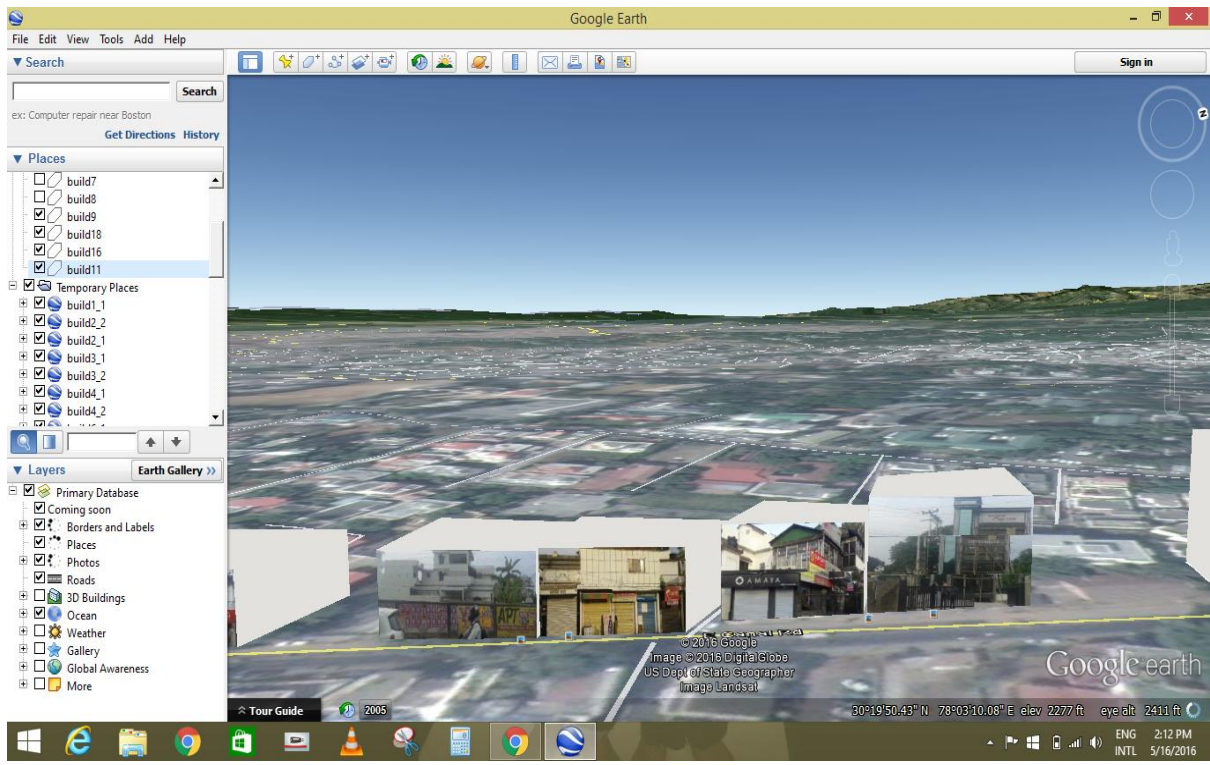 Google Earth
File Edit View Tools Add Help
Search
Sign in
Search
ex: Computer repair near Boston
Get Directions History
Places
build7
build8
build9
build18
build16
build11
Temporary Places
build1_1
build2_2
build2_1
build3_1
build3_2
build4_1
build4_2
Layers
Earth Gallery »
Primary Database
Coming soon
Borders and Labels
Places
Photos
Roads
3D Buildings
Ocean
Weather
Gallery
Global Awareness
More
N
AMAYA
© 2016 Google
Image © 2016 DigitalGlobe
US Dept of State Geographer
Image Landsat
Google earth
Tour Guide
2005
30°19'50.43" N 78°03'10.08" E elev 2277 ft eye alt 2411 ft
ENG 2:12 PM
INTL 5/16/2016